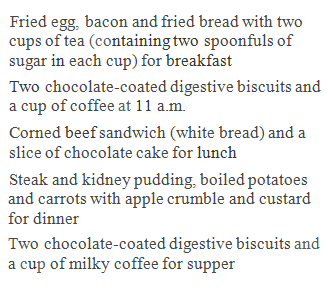 Fried egg, bacon and fried bread with two
cups of tea (containing two spoonfuls of
sugar in each cup) for breakfast
Two chocolate-coated digestive biscuits and
a cup of coffee at 11 a.m.
Corned beef sandwich (white bread) and a
slice of chocolate cake for lunch
Steak and kidney pudding, boiled potatoes
and carrots with apple crumble and custard
for dinner
Two chocolate-coated digestive biscuits and
a cup of milky coffee for supper